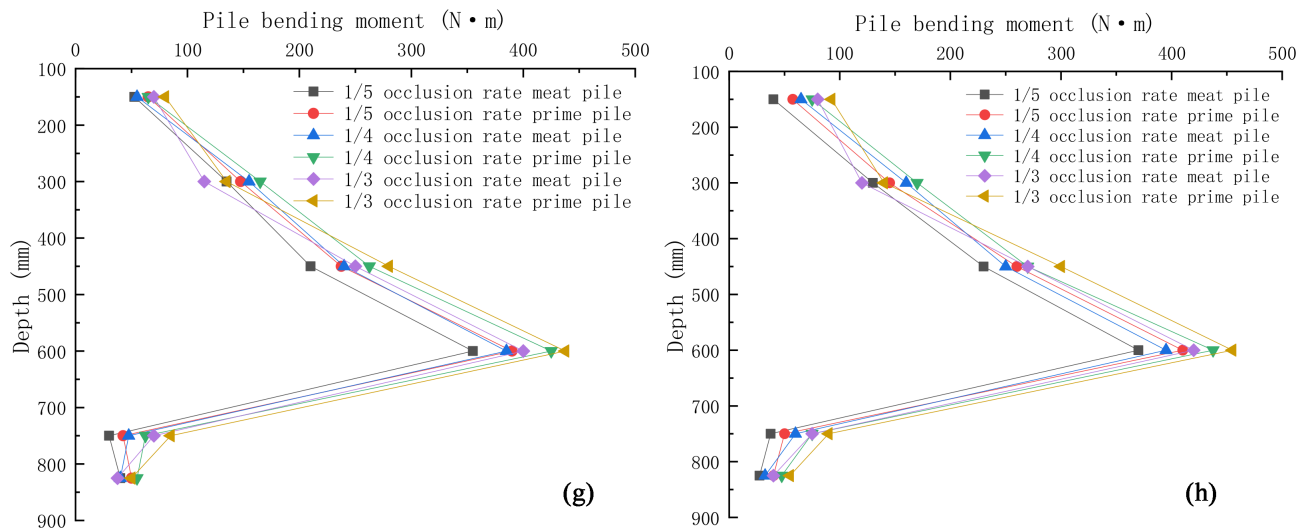 Pile bending moment (N·m)
0 100 200 300 400 500
Depth (mm)
100
200
300
400
500
600
700
800
900
1/5 occlusion rate meat pile
1/5 occlusion rate prime pile
1/4 occlusion rate meat pile
1/4 occlusion rate prime pile
1/3 occlusion rate meat pile
1/3 occlusion rate prime pile
(g)
Pile bending moment (N·m)
0 100 200 300 400 500
Depth (mm)
100
200
300
400
500
600
700
800
900
1/5 occlusion rate meat pile
1/5 occlusion rate prime pile
1/4 occlusion rate meat pile
1/4 occlusion rate prime pile
1/3 occlusion rate meat pile
1/3 occlusion rate prime pile
(h)